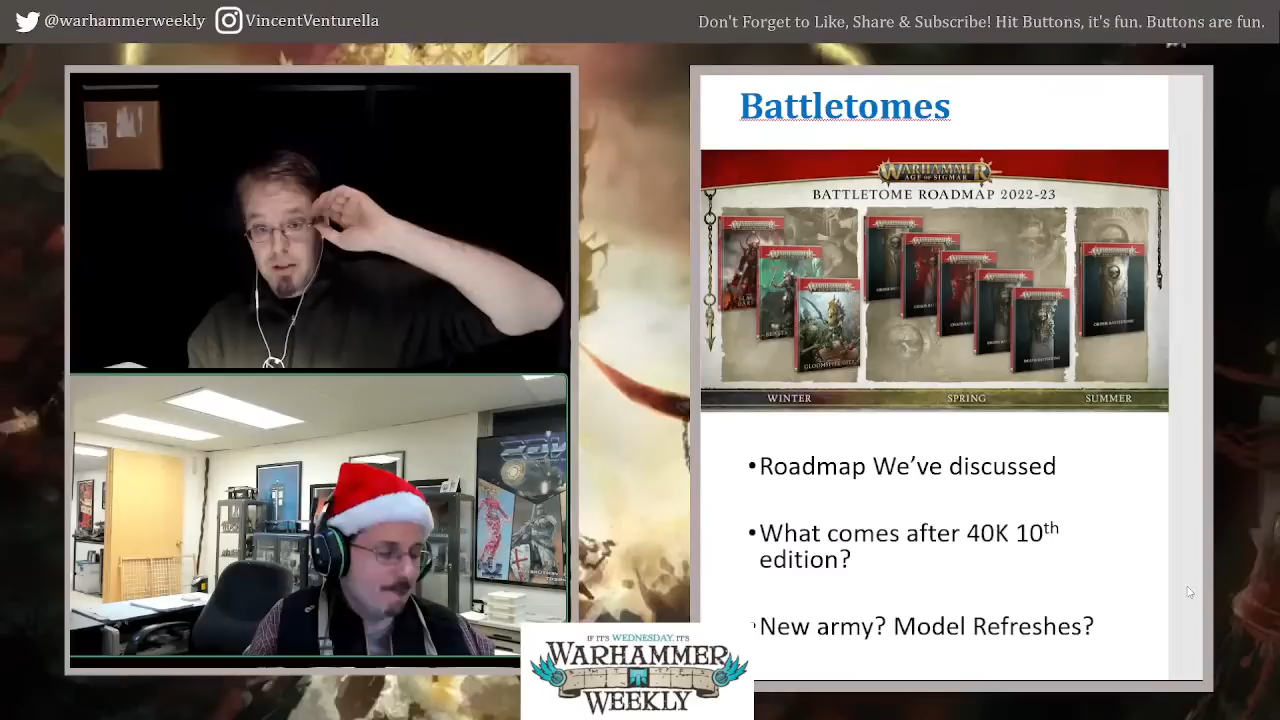 @warhammerweekly VincentVenturella
Don't Forget to Like, Share & Subscribe! Hit Buttons, it's fun. Buttons are fun.
Battletomes
WARHAMMER
AGE OF SIGMAR
BATTLETOME ROADMAP 2022-23
GLOOMSPITE GITZ
WINTER SPRING SUMMER
•Roadmap We've discussed
•What comes after 40K 10th
edition?
New army? Model Refreshes?
IF IT'S WEDNESDAY, IT'S
WARHAMMER
WEEKLY